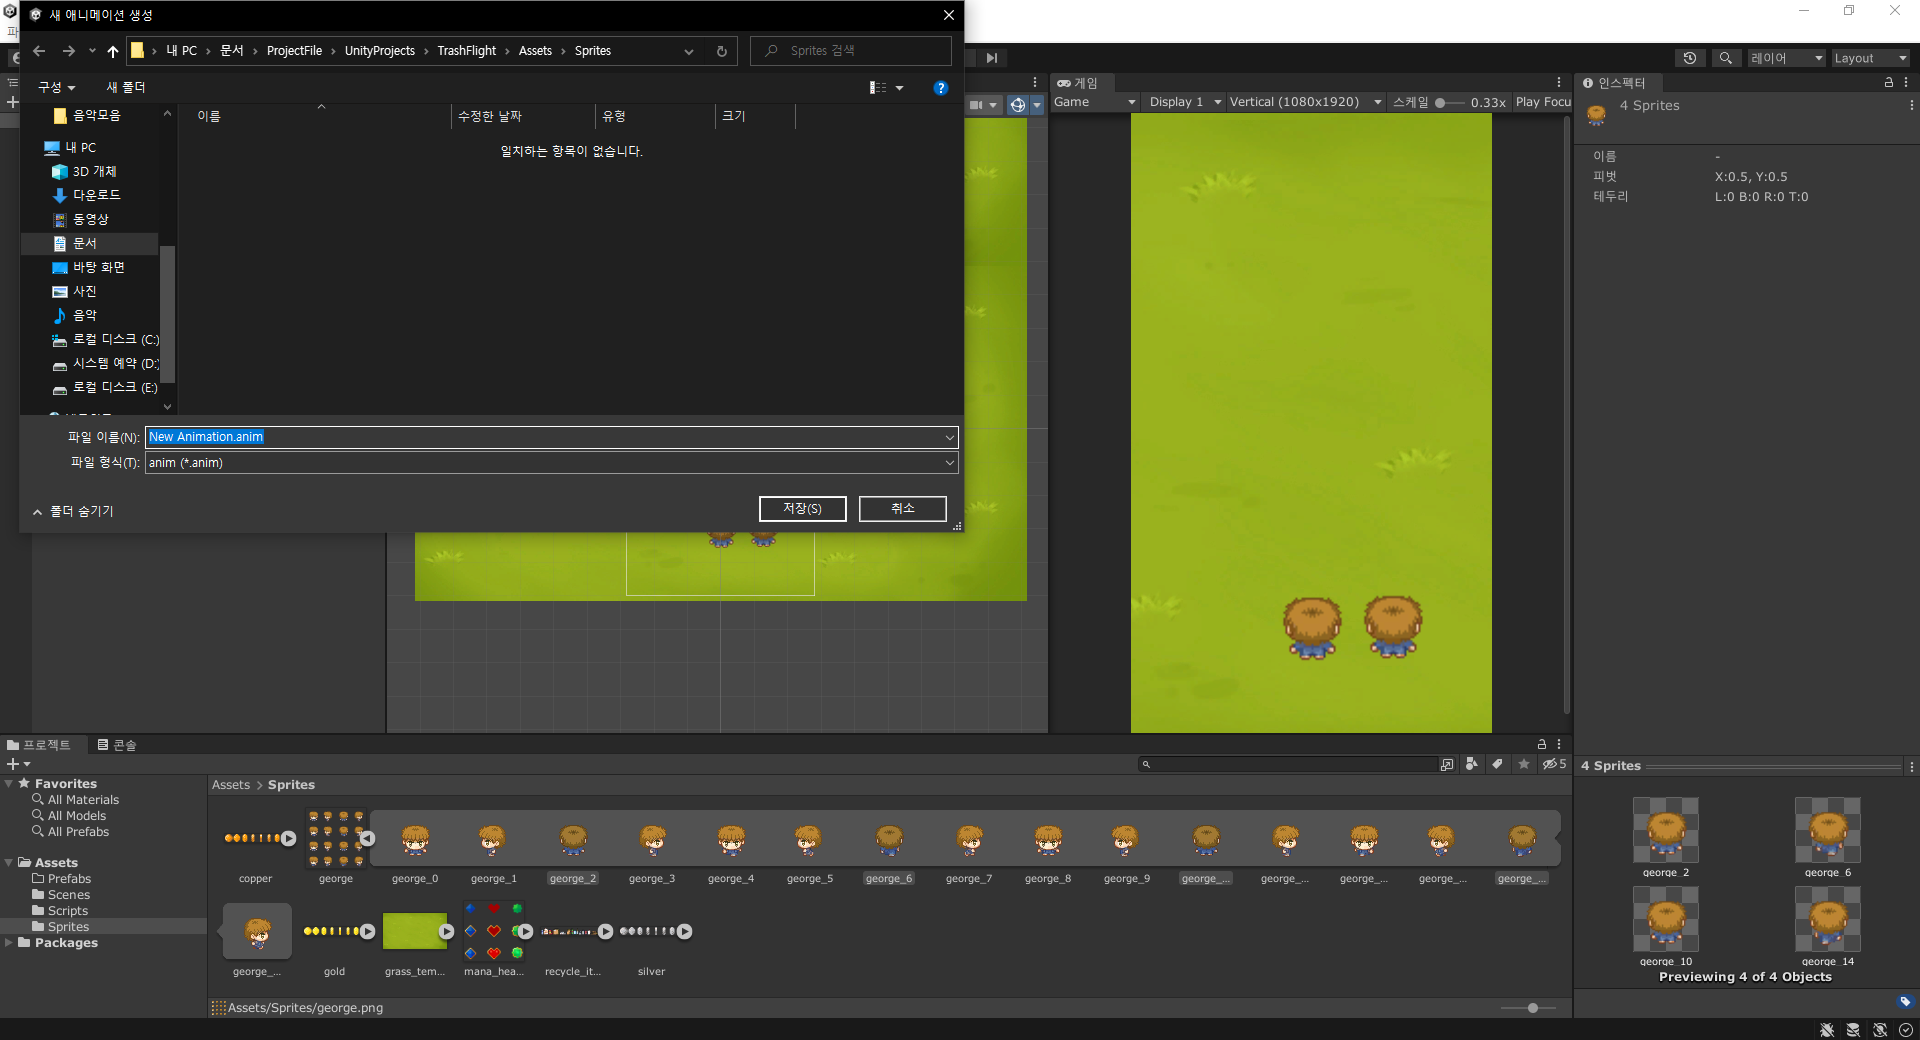 새 애니메이션 생성
내 PC
문서
ProjectFile
UnityProjects
TrashFlight
Assets
Sprites
Sprites 검색
구성
새 폴더
음악모음
내 PC
3D 개체
다운로드
동영상
문서
바탕 화면
사진
음악
로컬 디스크 (C:)
시스템 예약 (D:)
로컬 디스크 (E:)
이름
수정한 날짜
유형
크기
일치하는 항목이 없습니다.
파일 이름(N):
New Animation.anim
파일 형식(T):
anim (*.anim)
폴더 숨기기
저장(S)
취소
레이어
Layout
게임
Game
Display 1
Vertical (1080x1920)
스케일
0.33x
Play Focu
인스펙터
4 Sprites
이름
-
피벗
X:0.5, Y:0.5
테두리
L:0 B:0 R:0 T:0
프로젝트
콘솔
5
Favorites
All Materials
All Models
All Prefabs
Assets
Prefabs
Scenes
Scripts
Sprites
Packages
Assets > Sprites
copper
george
george_0
george_1
george_2
george_3
george_4
george_5
george_6
george_7
george_8
george_9
george_...
george_...
george_...
george_...
george_...
george_...
gold
grass_tem...
mana_hea...
recycle_it...
silver
Assets/Sprites/george.png
4 Sprites
george_2
george_6
george_10
george_14
Previewing 4 of 4 Objects